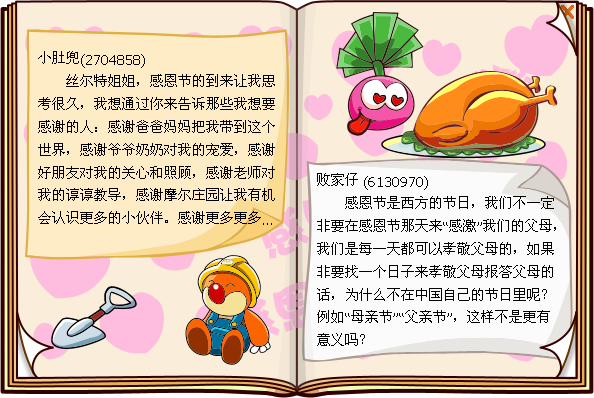 小肚兜(2704858)
丝尔特姐姐，感恩节的到来让我思
考很久，我想通过你来告诉那些我想要
感谢的人：感谢爸爸妈妈把我带到这个
世界，感谢爷爷奶奶对我的宠爱，感谢
好朋友对我的关心和照顾，感谢老师对
我的谆谆教导，感谢摩尔庄园让我有机
会认识更多的小伙伴。感谢更多更多...
败家仔 (6130970)
感恩节是西方的节日，我们不一定
非要在感恩节那天来“感激”我们的父母，
我们是每一天都可以孝敬父母的，如果
非要找一个日子来孝敬父母报答父母的
话，为什么不在中国自己的节日里呢？
例如“母亲节”“父亲节”，这样不是更有
意义吗？